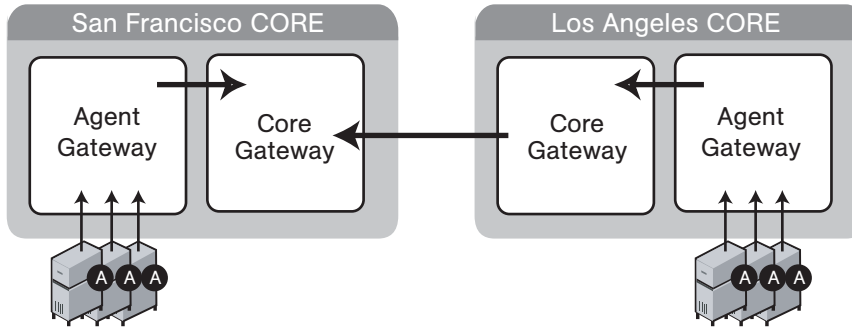 San Francisco CORE
Agent
Gateway
Core
Gateway
A
A
A
Los Angeles CORE
Core
Gateway
Agent
Gateway
A
A
A